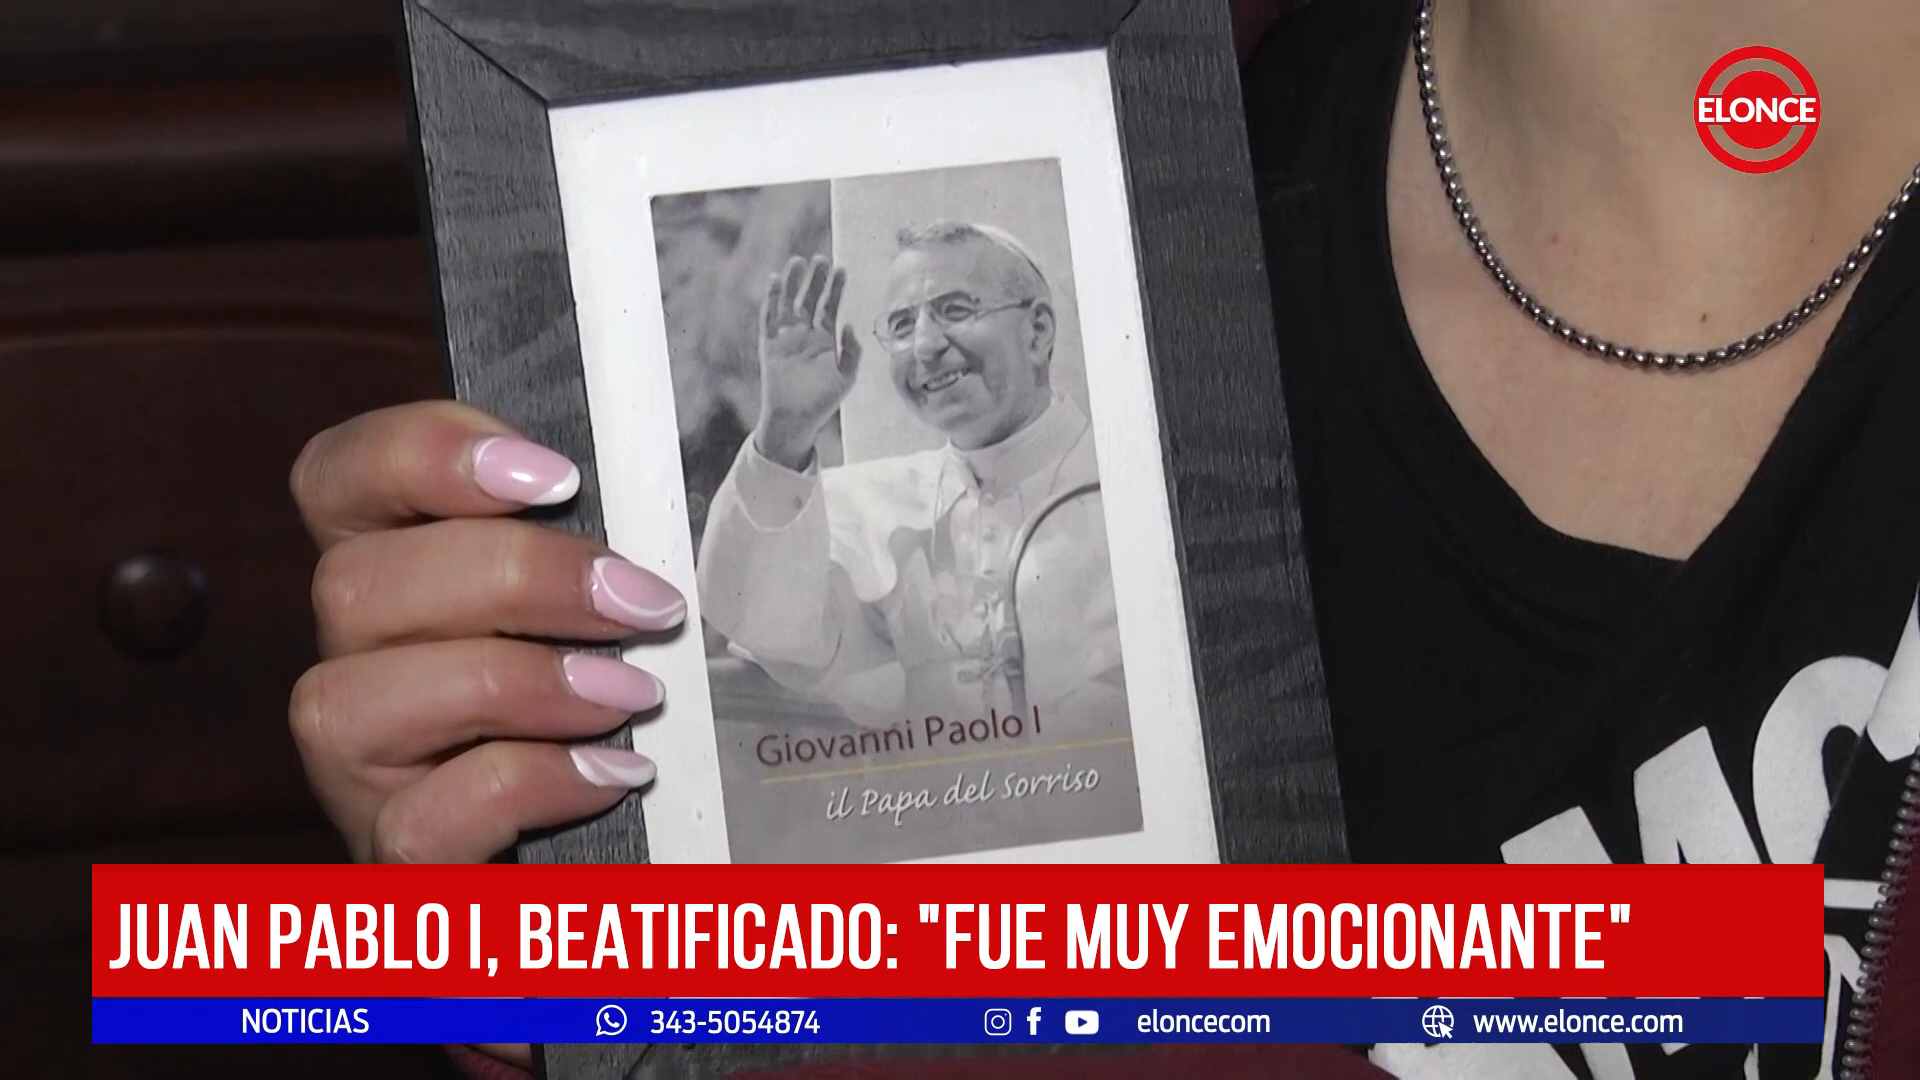 ELONCE
Giovanni Paolo I
il Papa del Sorriso
JUAN PABLO I, BEATIFICADO: "FUE MUY EMOCIONANTE"
NOTICIAS 343-5054874 eloncecom www.elonce.com